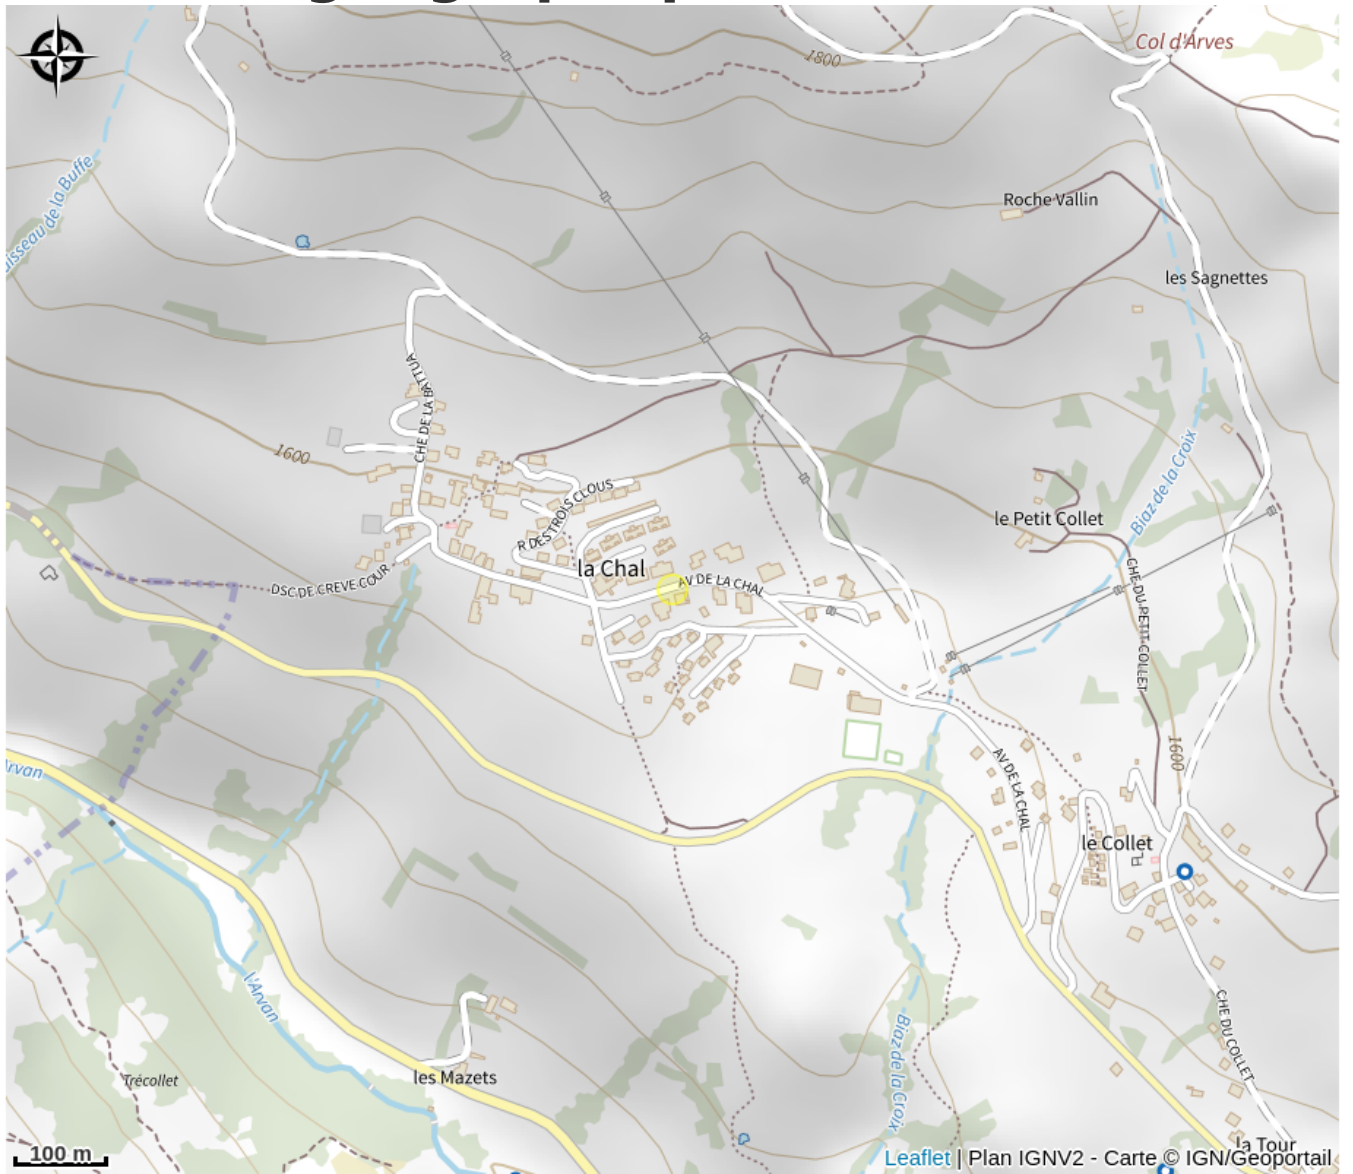 Col d'Arves
1800
Ruisseau de la Buffe
Roche Vallin
les Sagnettes
CHE DE LA BATTUA
1600
R DES TROIS CLOUS
Biaz de la Croix
le Petit Collet
la Chal
AV DE LA CHAL
DSC DE CREVE COUR
CHE DU PETIT COLLET
1600
l'Arvan
AV DE LA CHAL
le Collet
l'Arvan
CHE DU COLLET
Biaz de la Croix
les Mazets
Trécollet
la Tour
100 m
Leaflet | Plan IGNV2 - Carte © IGN/Geoportail